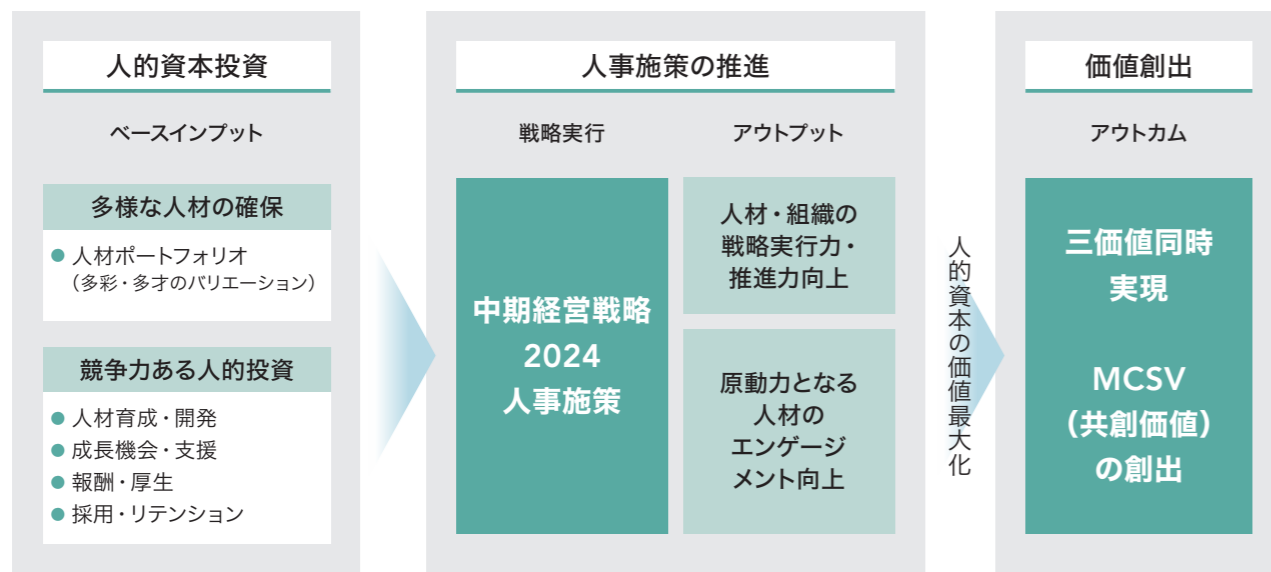 人的資本投資
ベースインプット
多様な人材の確保
● 人材ポートフォリオ
（多彩・多才のバリエーション）
競争力ある人的投資
● 人材育成・開発
● 成長機会・支援
● 報酬・厚生
● 採用・リテンション
人事施策の推進
戦略実行
中期経営戦略
2024
人事施策
アウトプット
人材・組織の
戦略実行力・
推進力向上
原動力となる
人材の
エンゲージ
メント向上
人的資本の価値最大化
価値創出
アウトカム
三価値同時
実現
MCSV
（共創価値）
の創出